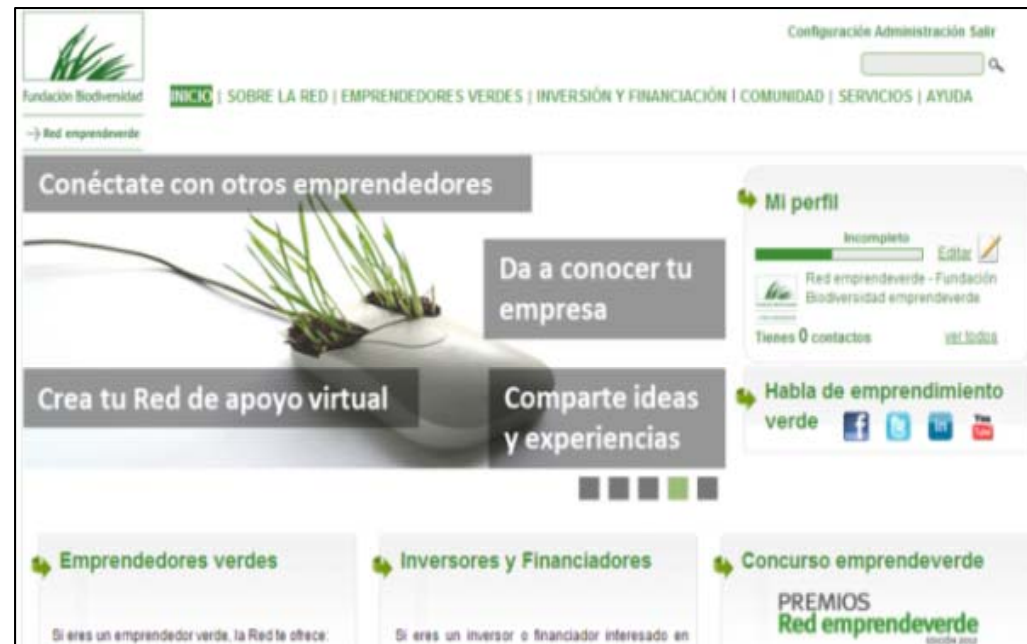 Configuración Administración Salir
Fundación Biodiversidad
Red emprendeverde
INICIO | SOBRE LA RED | EMPRENDEDORES VERDES | INVERSIÓN Y FINANCIACIÓN | COMUNIDAD | SERVICIOS | AYUDA
Conéctate con otros emprendedores
Da a conocer tu
empresa
Crea tu Red de apoyo virtual
Comparte ideas
y experiencias
Mi perfil
Incompleto
Editar
Red emprendeverde - Fundación
Biodiversidad emprendeverde
Tienes 0 contactos
ver todos
Habla de emprendimiento
verde
You
Tube
Emprendedores verdes
Si eres un emprendedor verde, la Red te ofrece:
Inversores y Financiadores
Si eres un inversor o financiador interesado en
Concurso emprendeverde
PREMIOS
Red emprendeverde
EDICIÓN 2012